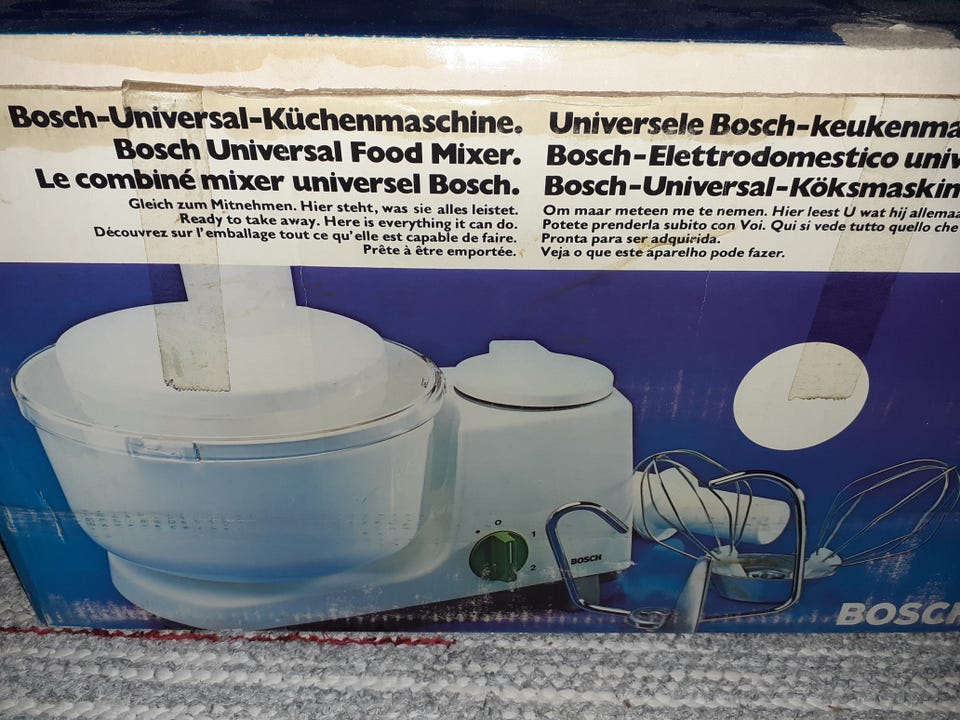 Bosch-Universal-Küchenmaschine.
Bosch Universal Food Mixer.
Le combiné mixer universel Bosch.
Gleich zum Mitnehmen. Hier steht, was sie alles leistet.
Ready to take away. Here is everything it can do.
Découvrez sur l'emballage tout ce qu'elle est capable de faire.
Prête à être emportée.
Universele Bosch-keukenma
Bosch-Elettrodomestico univ
Bosch-Universal-Köksmaskin
Om maar meteen mee te nemen. Hier leest U wat hij allemaa
Potete prenderla subito con Voi. Qui si vede tutto quello che
Pronta para ser adquirida.
Veja o que este aparelho pode fazer.
0
1
2
BOSCH
BOSCH